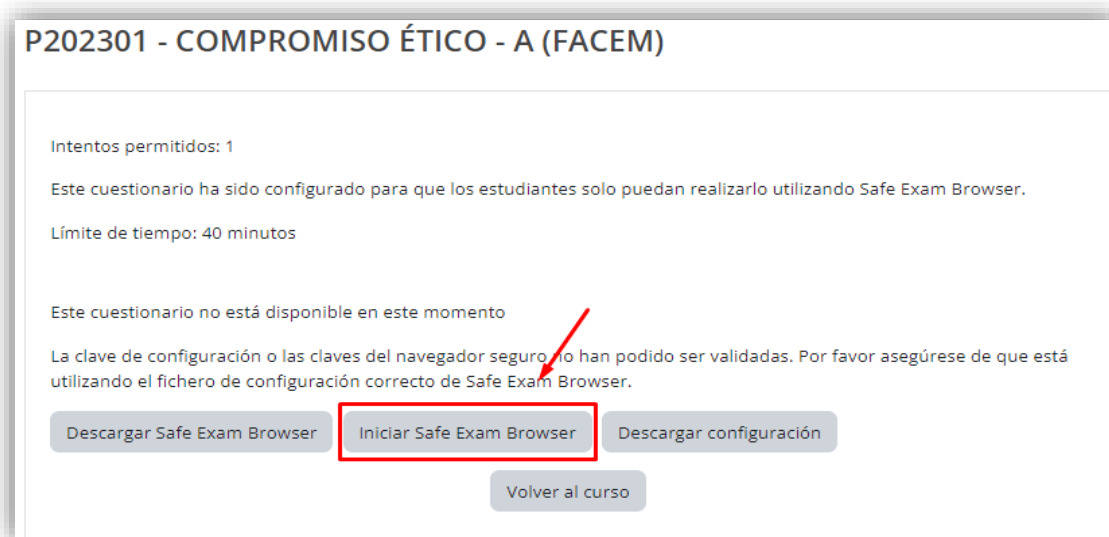 P202301 - COMPROMISO ÉTICO - A (FACEM)
Intentos permitidos: 1
Este cuestionario ha sido configurado para que los estudiantes solo puedan realizarlo utilizando Safe Exam Browser.
Límite de tiempo: 40 minutos
Este cuestionario no está disponible en este momento
La clave de configuración o las claves del navegador seguro no han podido ser validadas. Por favor asegúrese de que está
utilizando el fichero de configuración correcto de Safe Exam Browser.
Descargar Safe Exam Browser Iniciar Safe Exam Browser Descargar configuración
Volver al curso